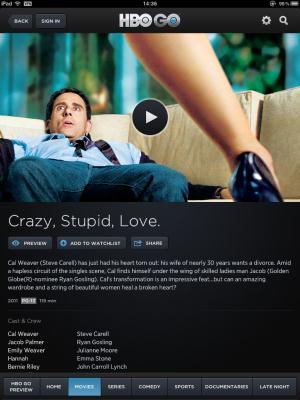 iPad VPN 14:36 95%
BACK SIGN IN HBO GO
Crazy, Stupid, Love.
PREVIEW ADD TO WATCHLIST SHARE
Cal Weaver (Steve Carell) has just had his heart torn out: his wife of nearly 30 years wants a divorce. Amid
a hapless circuit of the singles scene, Cal finds himself under the wing of skilled ladies man Jacob (Golden
Globe(R)-nominee Ryan Gosling). Cal's transformation is an impressive feat...but can an amazing
wardrobe and a string of beautiful women heal a broken heart?
2011 PG-13 119 min
Cast & Crew
Cal Weaver Steve Carell
Jacob Palmer Ryan Gosling
Emily Weaver Julianne Moore
Hannah Emma Stone
Bernie Riley John Carroll Lynch
HBO GO
PREVIEW HOME MOVIES SERIES COMEDY SPORTS DOCUMENTARIES LATE NIGHT